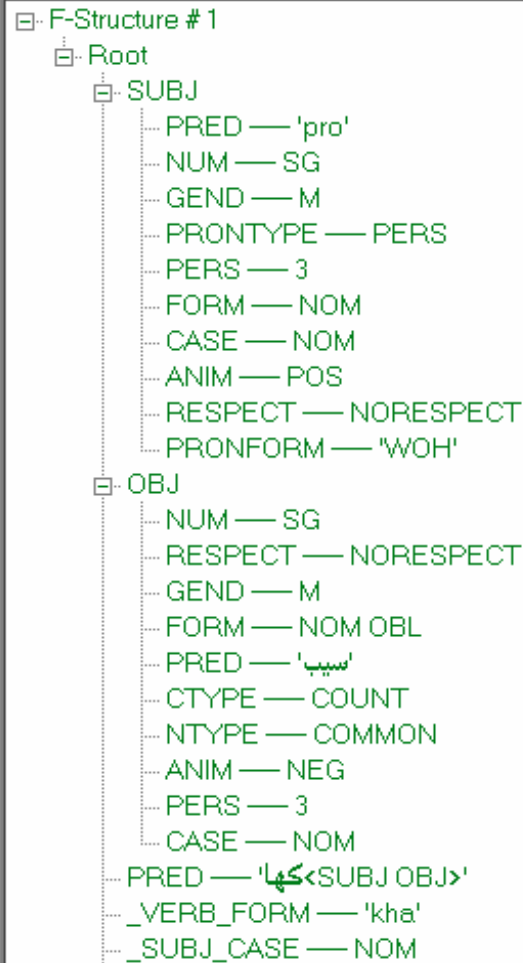 F-Structure # 1
Root
SUBJ
PRED — 'pro'
NUM — SG
GEND — M
PRONTYPE — PERS
PERS — 3
FORM — NOM
CASE — NOM
ANIM — POS
RESPECT — NORESPECT
PRONFORM — 'WOH'
OBJ
NUM — SG
RESPECT — NORESPECT
GEND — M
FORM — NOM OBL
PRED — 'سیب'
CTYPE — COUNT
NTYPE — COMMON
ANIM — NEG
PERS — 3
CASE — NOM
PRED — 'کھا<SUBJ OBJ>'
_VERB_FORM — 'kha'
_SUBJ_CASE — NOM